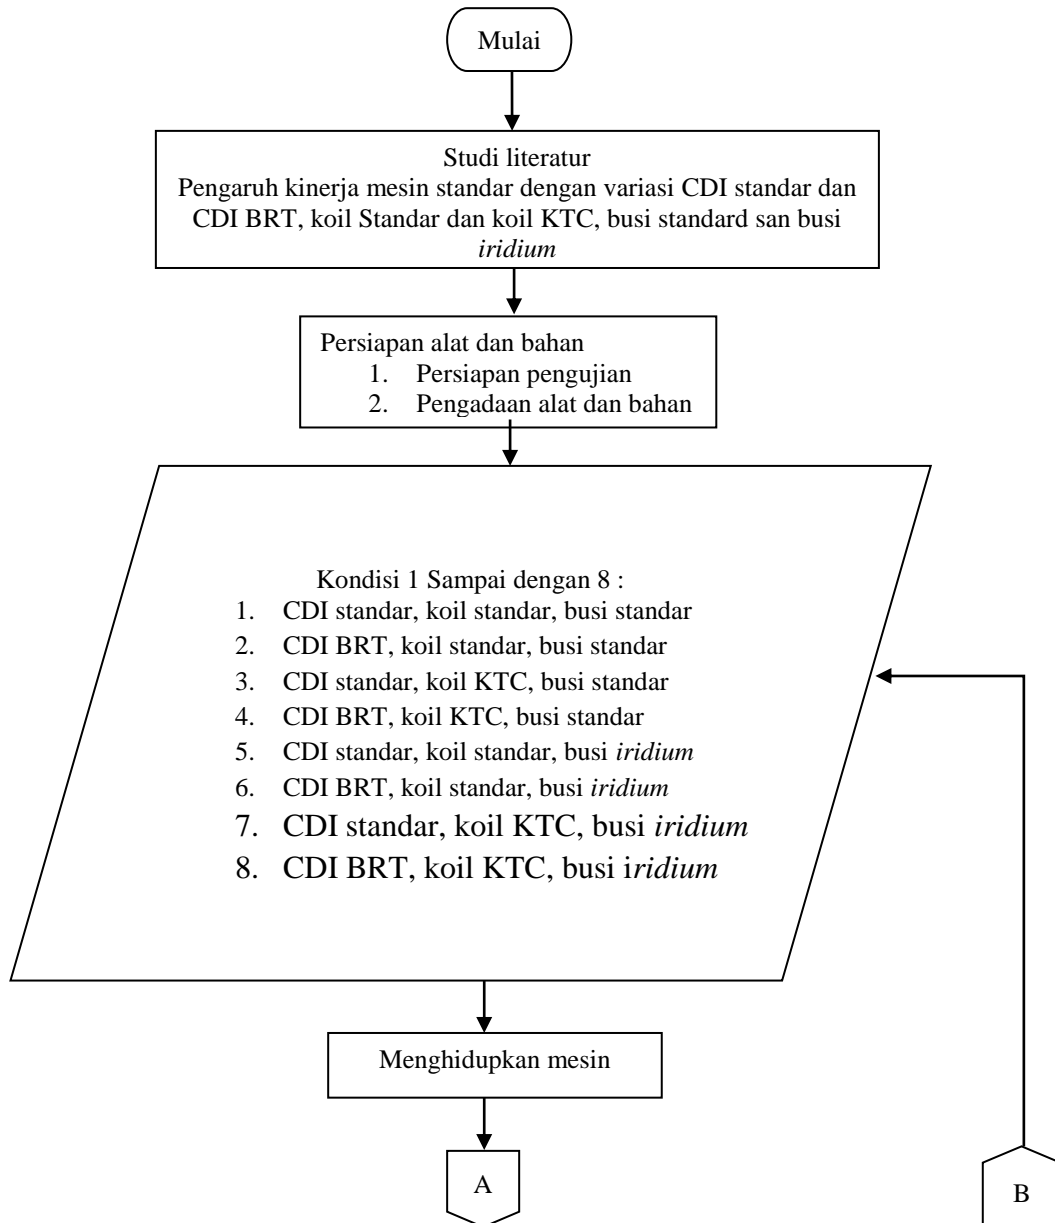 Mulai
Studi literatur
Pengaruh kinerja mesin standar dengan variasi CDI standar dan
CDI BRT, koil Standar dan koil KTC, busi standard san busi
iridium
Persiapan alat dan bahan
1. Persiapan pengujian
2. Pengadaan alat dan bahan
Kondisi 1 Sampai dengan 8 :
1. CDI standar, koil standar, busi standar
2. CDI BRT, koil standar, busi standar
3. CDI standar, koil KTC, busi standar
4. CDI BRT, koil KTC, busi standar
5. CDI standar, koil standar, busi iridium
6. CDI BRT, koil standar, busi iridium
7. CDI standar, koil KTC, busi iridium
8. CDI BRT, koil KTC, busi iridium
Menghidupkan mesin
A
B